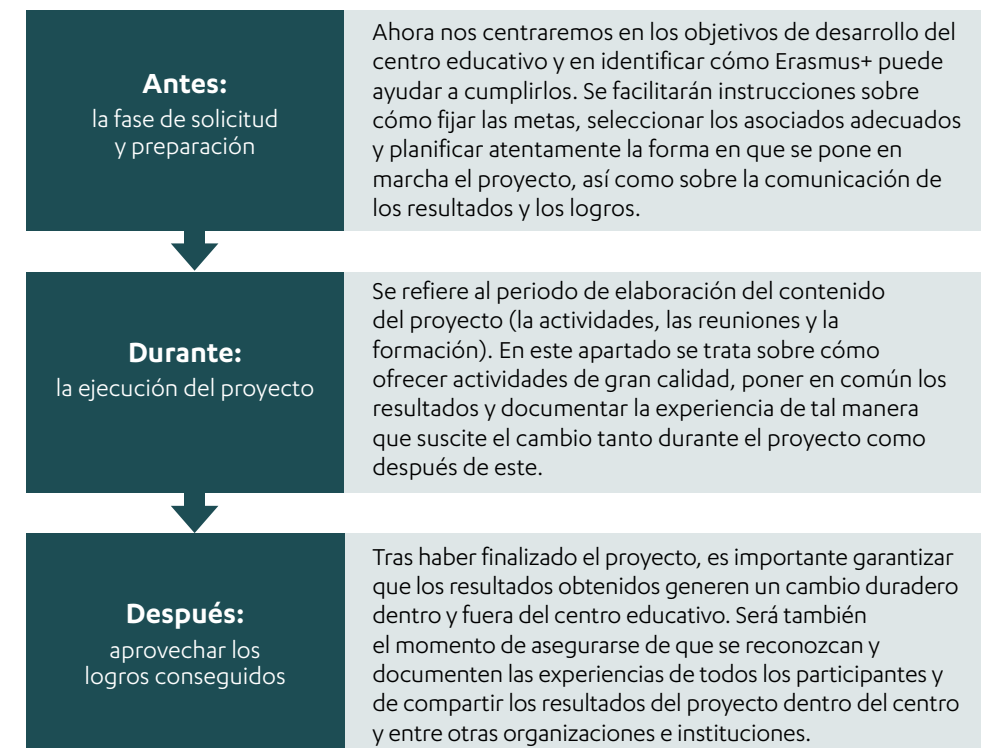 Antes:
la fase de solicitud
y preparación
Ahora nos centraremos en los objetivos de desarrollo del
centro educativo y en identificar cómo Erasmus+ puede
ayudar a cumplirlos. Se facilitarán instrucciones sobre
cómo fijar las metas, seleccionar los asociados adecuados
y planificar atentamente la forma en que se pone en
marcha el proyecto, así como sobre la comunicación de
los resultados y los logros.
Durante:
la ejecución del proyecto
Se refiere al periodo de elaboración del contenido
del proyecto (la actividades, las reuniones y la
formación). En este apartado se trata sobre cómo
ofrecer actividades de gran calidad, poner en común los
resultados y documentar la experiencia de tal manera
que suscite el cambio tanto durante el proyecto como
después de este.
Después:
aprovechar los
logros conseguidos
Tras haber finalizado el proyecto, es importante garantizar
que los resultados obtenidos generen un cambio duradero
dentro y fuera del centro educativo. Será también
el momento de asegurarse de que se reconozcan y
documenten las experiencias de todos los participantes y
de compartir los resultados del proyecto dentro del centro
y entre otras organizaciones e instituciones.